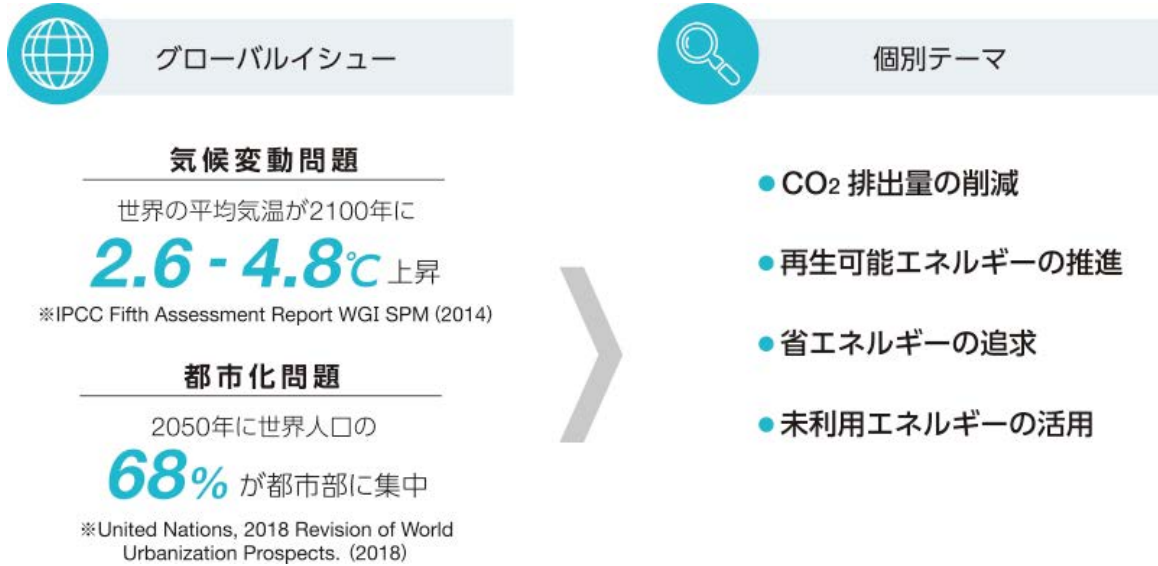 グローバルイシュー
気候変動問題
世界の平均気温が2100年に
2.6 - 4.8℃ 上昇
※IPCC Fifth Assessment Report WGI SPM (2014)
都市化問題
2050年に世界人口の
68% が都市部に集中
※United Nations, 2018 Revision of World
Urbanization Prospects. (2018)
個別テーマ
●CO₂ 排出量の削減
●再生可能エネルギーの推進
●省エネルギーの追求
●未利用エネルギーの活用